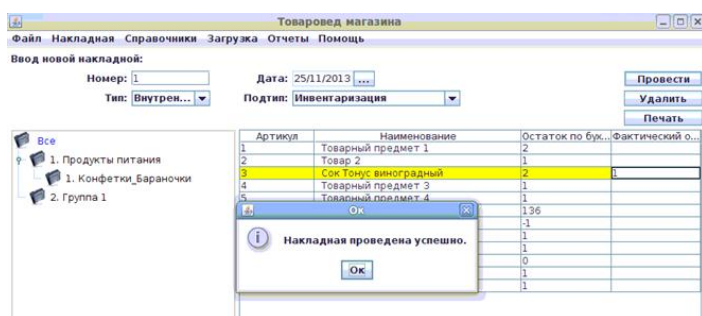 Товаровед магазина
Файл Накладная Справочники Загрузка Отчеты Помощь
Ввод новой накладной:
Номер: 1 Дата: 25/11/2013 ... Провести
Тип: Внутрен... Подтип: Инвентаризация Удалить
Печать
Все
1. Продукты питания
1. Конфетки_Бараночки
2. Группа 1
Артикул Наименование Остаток по бух... Фактический о...
1 Товарный предмет 1 2
2 Товар 2 1
3 Сок Тонус виноградный 2 1
4 Товарный предмет 3 1
5 Товарный предмет 4 1
136
-1
1
1
0
1
1
Ок
Накладная проведена успешно.
Ок